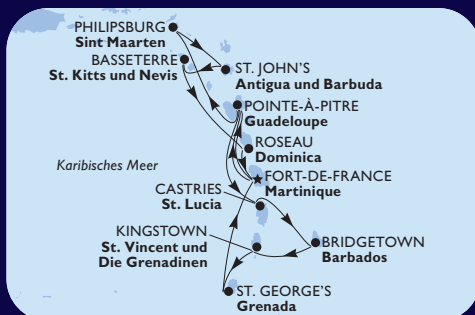 PHILIPSBURG
Sint Maarten
BASSETERRE
St. Kitts und Nevis
ST. JOHN'S
Antigua und Barbuda
POINTE-À-PITRE
Guadeloupe
ROSEAU
Dominica
Karibisches Meer
FORT-DE-FRANCE
Martinique
CASTRIES
St. Lucia
KINGSTOWN
St. Vincent und
Die Grenadinen
BRIDGETOWN
Barbados
ST. GEORGE'S
Grenada